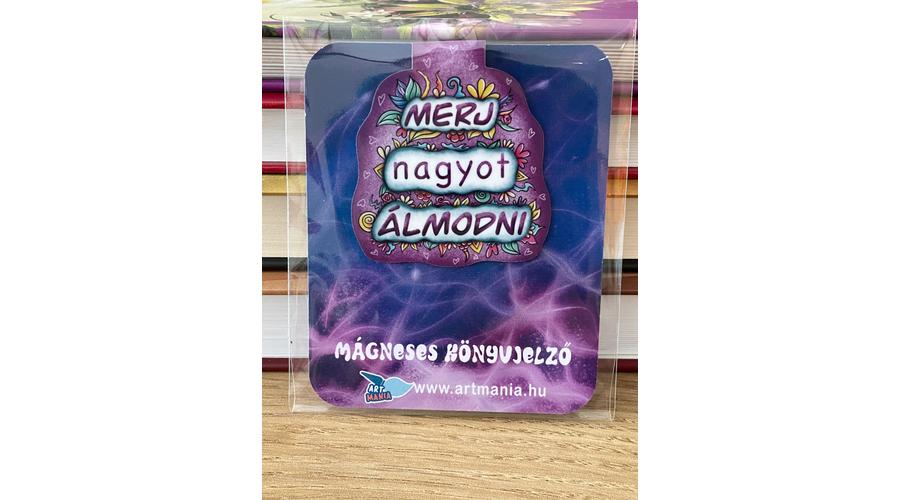 MERJ
nagyot
ÁLMODNI
MÁGNESES KÖNYVJELZŐ
ART
MANIA
www.artmania.hu